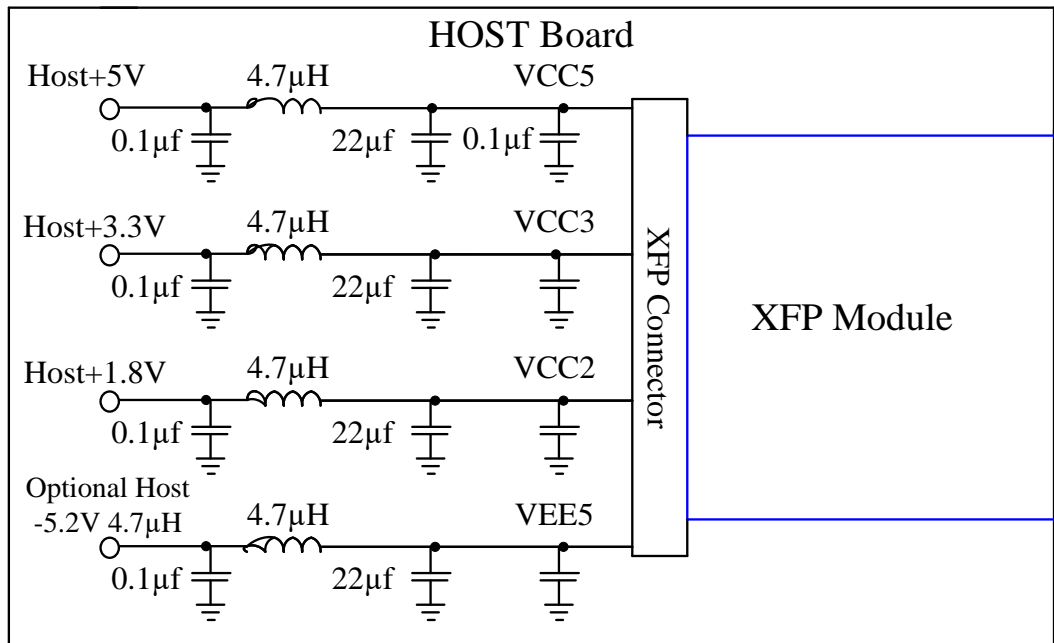 HOST Board
Host+5V 4.7µH VCC5
0.1µf 22µf 0.1µf
Host+3.3V 4.7µH VCC3
0.1µf 22µf
XFP Connector
XFP Module
Host+1.8V 4.7µH VCC2
0.1µf 22µf
Optional Host
-5.2V 4.7µH 4.7µH VEE5
0.1µf 22µf